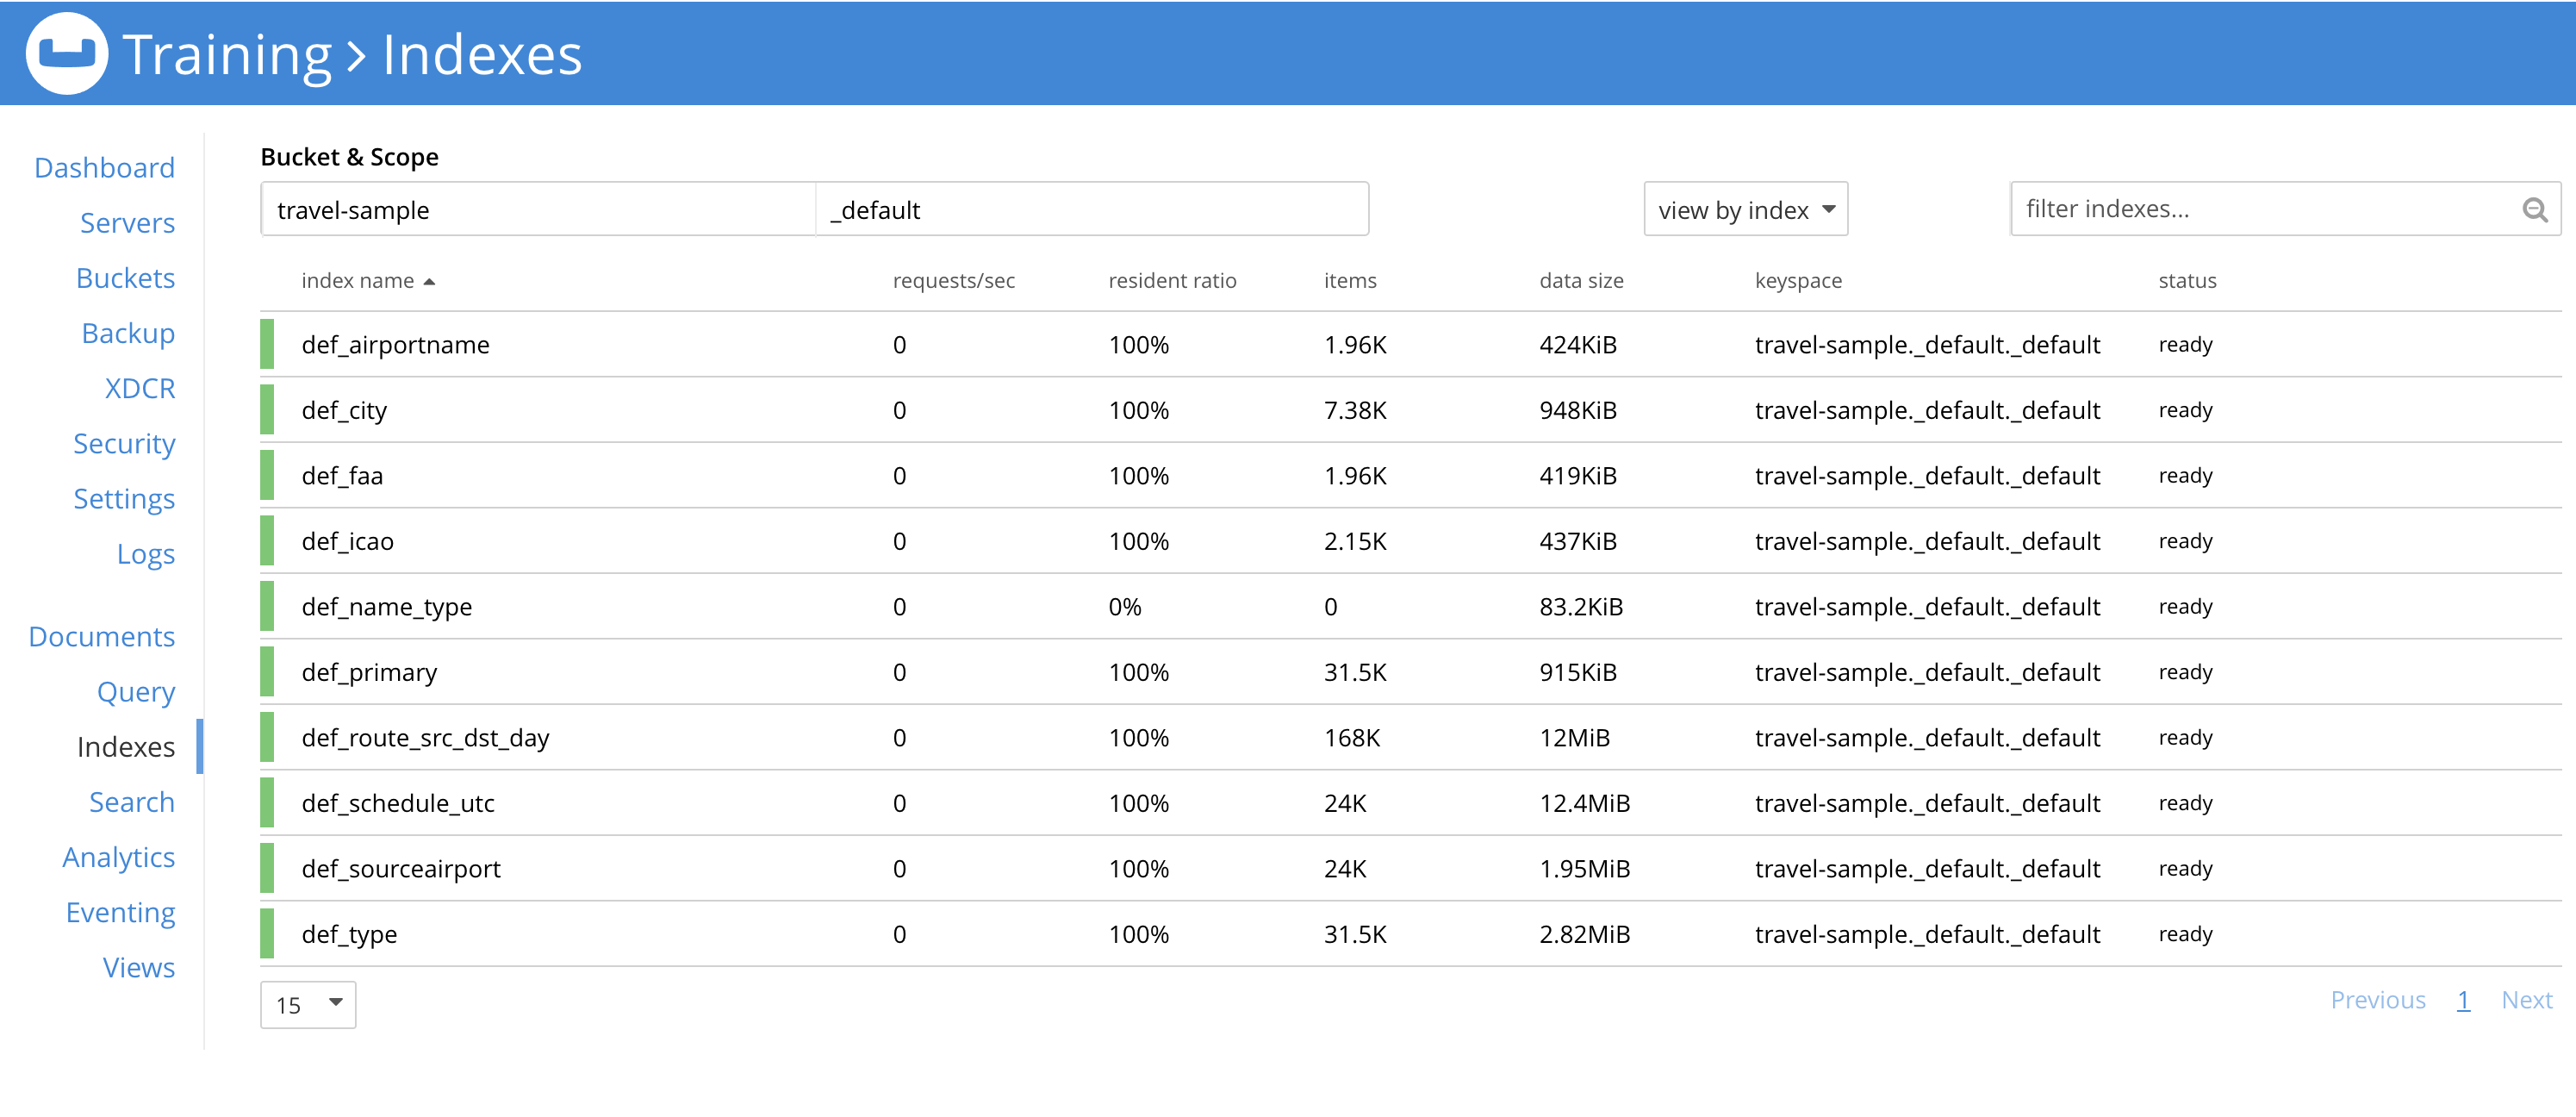 Training > Indexes
Dashboard
Servers
Buckets
Backup
XDCR
Security
Settings
Logs
Documents
Query
Indexes
Search
Analytics
Eventing
Views
Bucket & Scope
travel-sample _default view by index filter indexes...
index name requests/sec resident ratio items data size keyspace status
def_airportname 0 100% 1.96K 424KiB travel-sample._default._default ready
def_city 0 100% 7.38K 948KiB travel-sample._default._default ready
def_faa 0 100% 1.96K 419KiB travel-sample._default._default ready
def_icao 0 100% 2.15K 437KiB travel-sample._default._default ready
def_name_type 0 0% 0 83.2KiB travel-sample._default._default ready
def_primary 0 100% 31.5K 915KiB travel-sample._default._default ready
def_route_src_dst_day 0 100% 168K 12MiB travel-sample._default._default ready
def_schedule_utc 0 100% 24K 12.4MiB travel-sample._default._default ready
def_sourceairport 0 100% 24K 1.95MiB travel-sample._default._default ready
def_type 0 100% 31.5K 2.82MiB travel-sample._default._default ready
15 Previous 1 Next